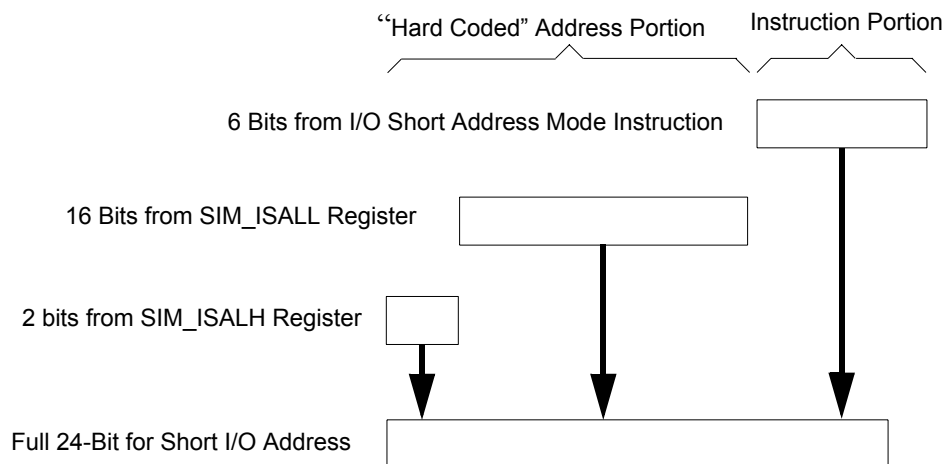 “Hard Coded” Address Portion
Instruction Portion
6 Bits from I/O Short Address Mode Instruction
16 Bits from SIM_ISALL Register
2 bits from SIM_ISALH Register
Full 24-Bit for Short I/O Address